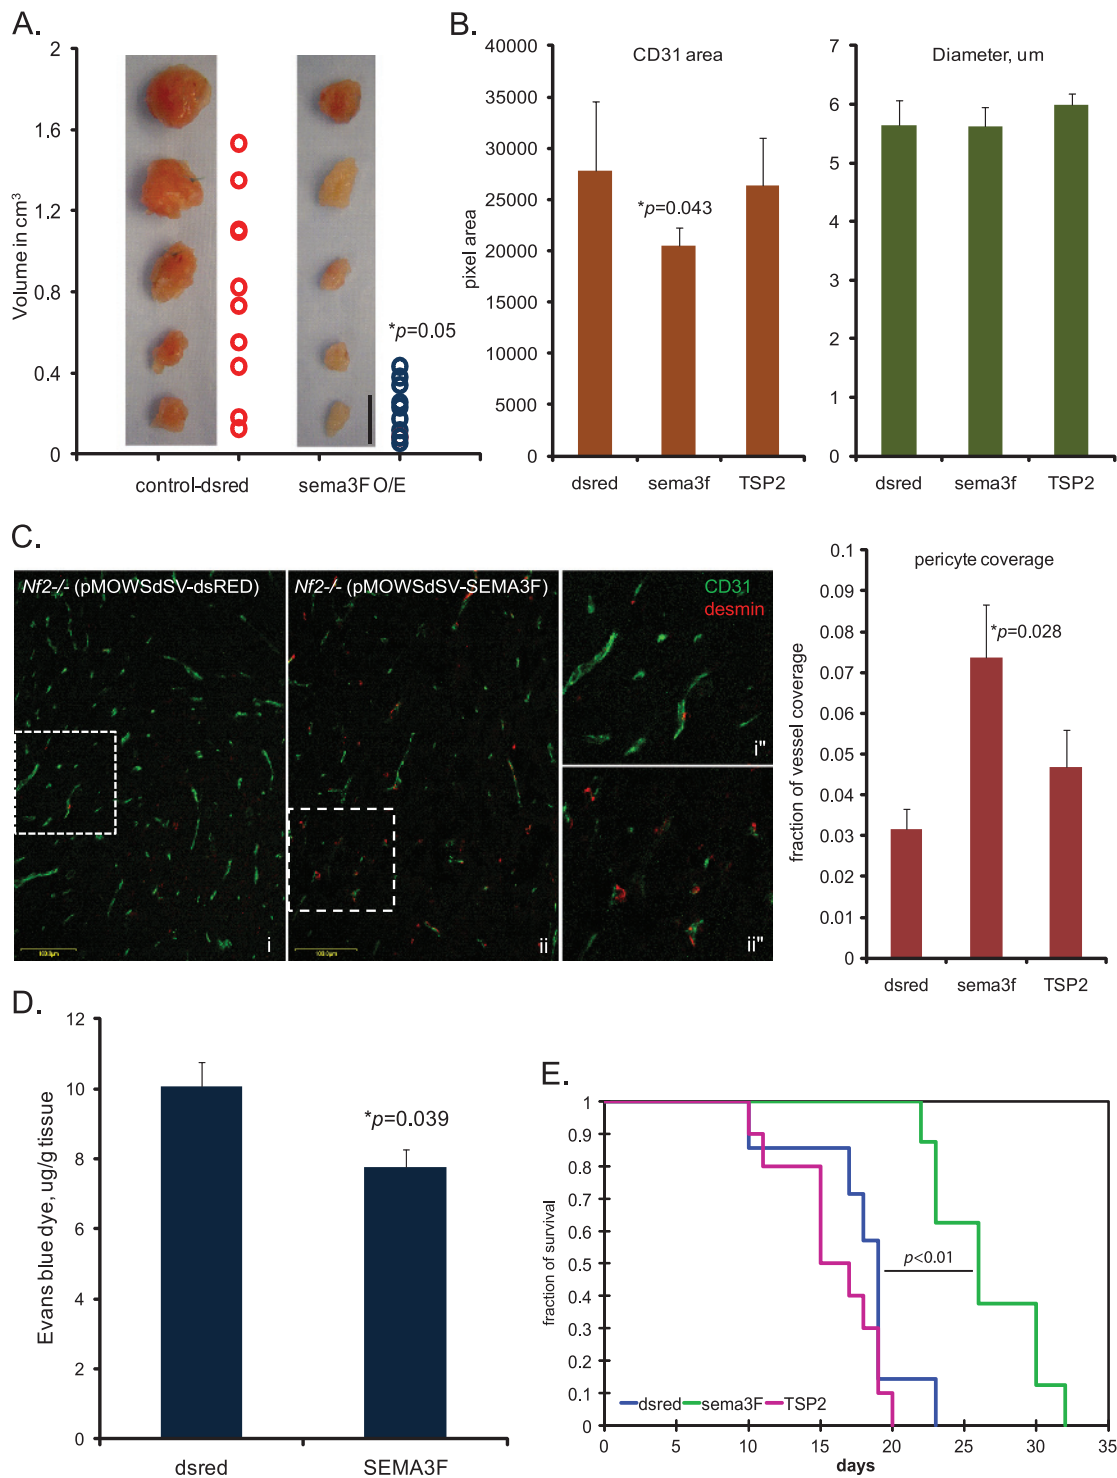 A.
Volume in cm³
2
1.6
1.2
0.8
0.4
0
*p=0.05
control-dsred
sema3F O/E
B.
pixel area
40000
35000
30000
25000
20000
15000
10000
5000
0
CD31 area
*p=0.043
dsred
sema3f
TSP2
7
6
5
4
3
2
1
0
Diameter, um
dsred
sema3f
TSP2
C.
Nf2-/- (pMOWSdSV-dsRED)
100.0µm
i
Nf2-/- (pMOWSdSV-SEMA3F)
100.0µm
ii
CD31
desmin
i"
ii"
fraction of vessel coverage
0.1
0.09
0.08
0.07
0.06
0.05
0.04
0.03
0.02
0.01
0
pericyte coverage
*p=0.028
dsred
sema3f
TSP2
D.
Evans blue dye, ug/g tissue
12
10
8
6
4
2
0
*p=0.039
dsred
SEMA3F
E.
fraction of survival
1
0.9
0.8
0.7
0.6
0.5
0.4
0.3
0.2
0.1
0
p<0.01
dsred
sema3F
TSP2
0 5 10 15 20 25 30 35
days